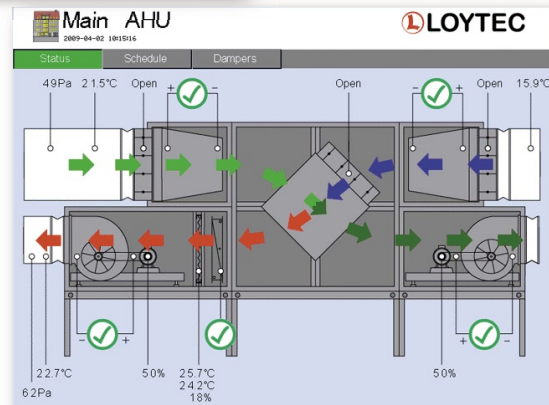 Main AHU
LOYTEC
2009-04-02 10:15:16
Status Schedule Dampers
49Pa 21.5°C Open + - Open - + Open 15.9°C
- + + -
22.7°C 50% 25.7°C 50%
24.2°C
62Pa 18%